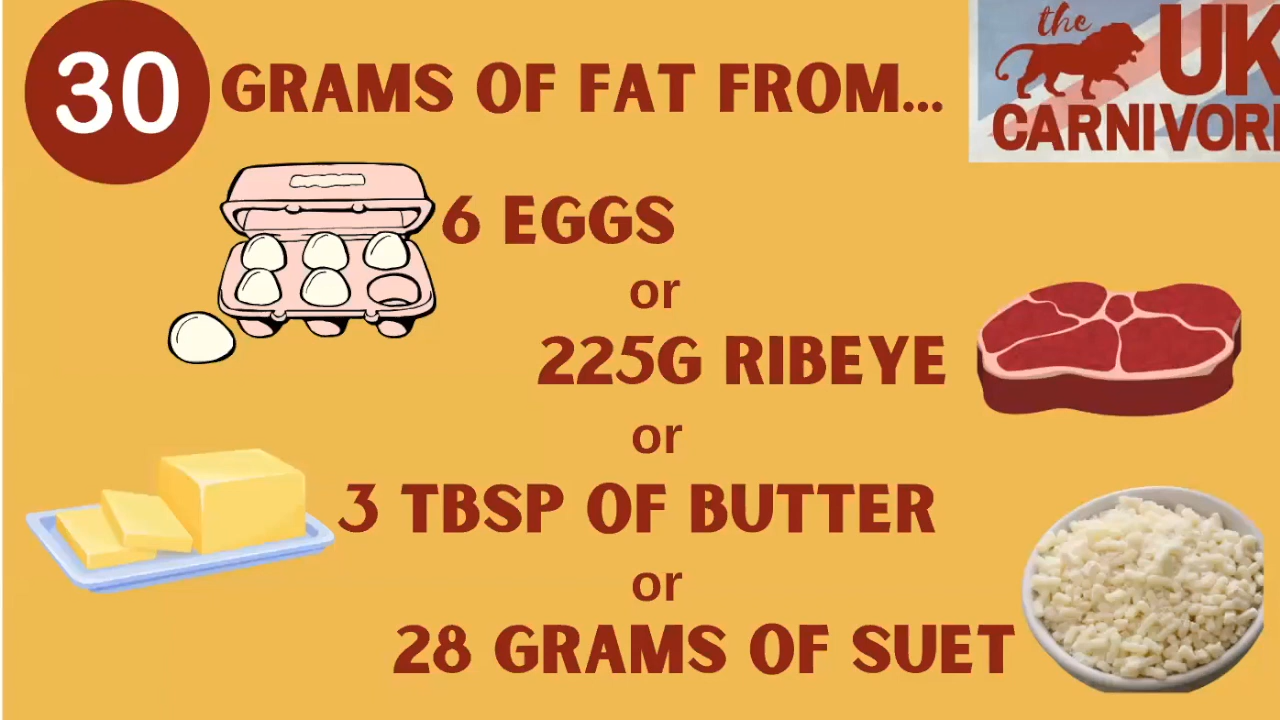 30 GRAMS OF FAT FROM...
the
UK
CARNIVOR
6 EGGS
or
225G RIBEYE
or
3 TBSP OF BUTTER
or
28 GRAMS OF SUET